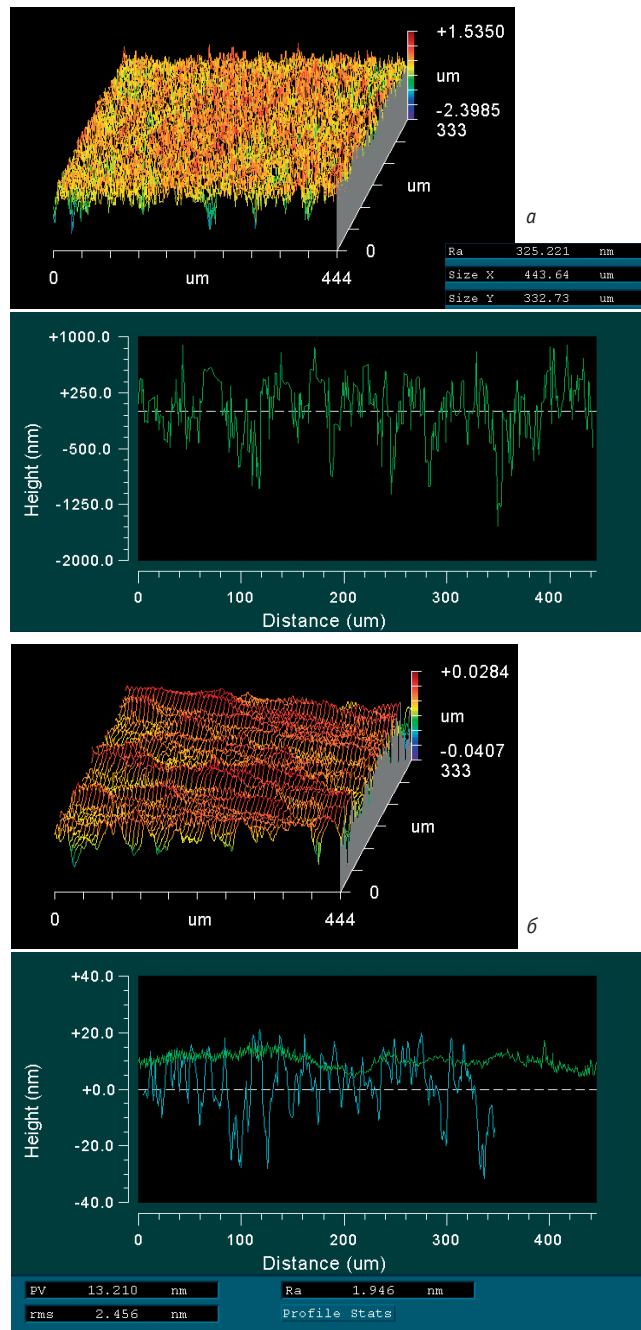 +1.5350
um
-2.3985
333
um
0
0 um 444
а
Ra 325.221 nm
Size X 443.64 um
Size Y 332.73 um
+1000.0
+250.0
-500.0
-1250.0
-2000.0
Height (nm)
0 100 200 300 400
Distance (um)
+0.0284
um
-0.0407
333
um
0
0 um 444
б
+40.0
+20.0
+0.0
-20.0
-40.0
Height (nm)
0 100 200 300 400
Distance (um)
PV 13.210 nm
Ra 1.946 nm
rms 2.456 nm
Profile Stats